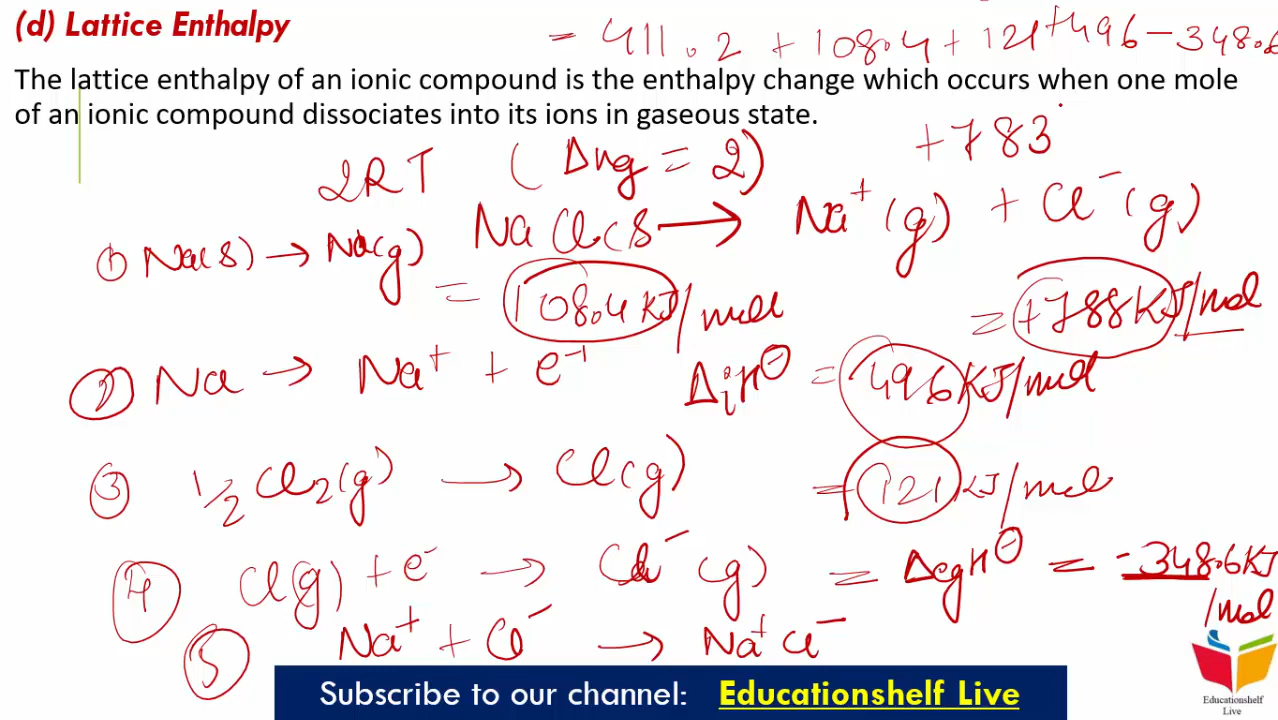 (d) Lattice Enthalpy
= 411.2 + 108.4 + 121 + 496 - 348.6
The lattice enthalpy of an ionic compound is the enthalpy change which occurs when one mole
of an ionic compound dissociates into its ions in gaseous state.
+783
2RT (Δng = 2)
NaCl(s → Na⁺(g) + Cl⁻(g)
① Na(s) → Na(g)
= 108.4 KJ/mol
= +788 KJ/mol
② Na → Na⁺ + e⁻¹ ΔᵢH⊖ = 496 KJ/mol
③ ½ Cl₂(g) → Cl(g) = 121 KJ/mol
④ Cl(g) + e⁻ → Cl⁻(g) = ΔegH⊖ = -348.6 KJ
/mol
⑤ Na⁺ + Cl⁻ → Na⁺Cl⁻
Subscribe to our channel: Educationshelf Live
Educationshelf
Live